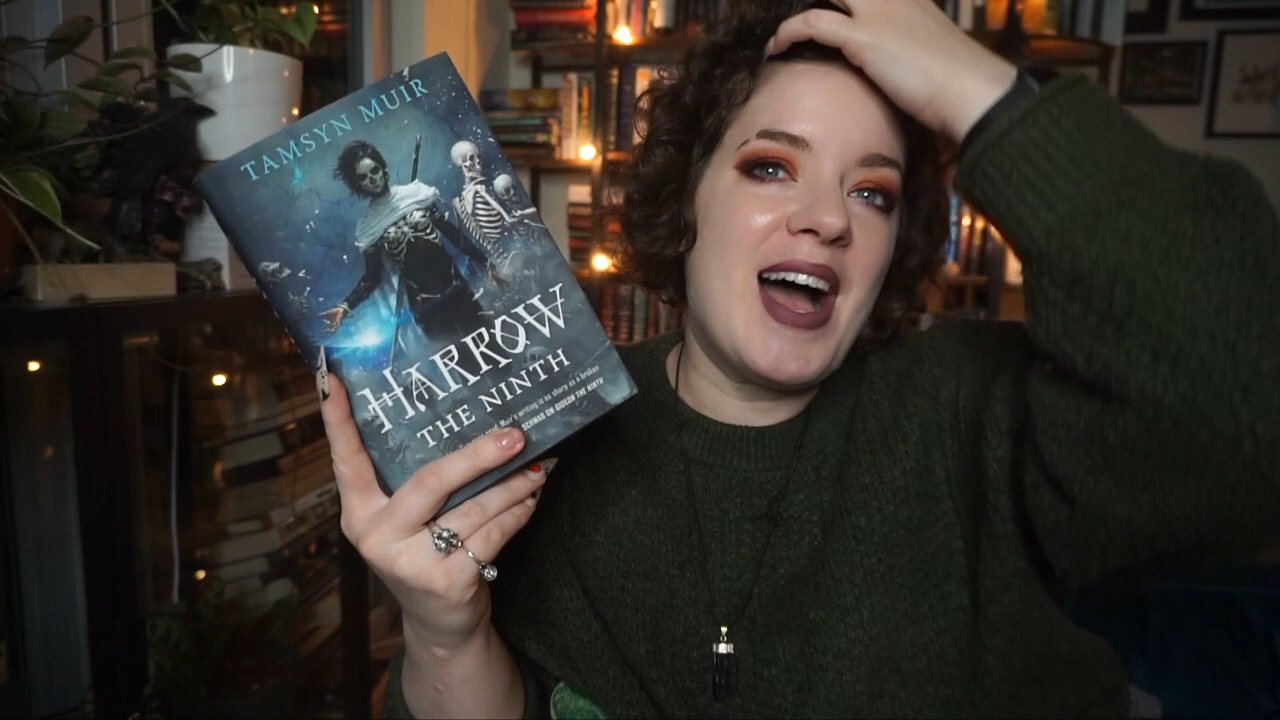 TAMSYN MUIR
HARROW
THE NINTH
Muir's writing is as sharp as a broken
SCHWAB ON GIDEON THE NINTH